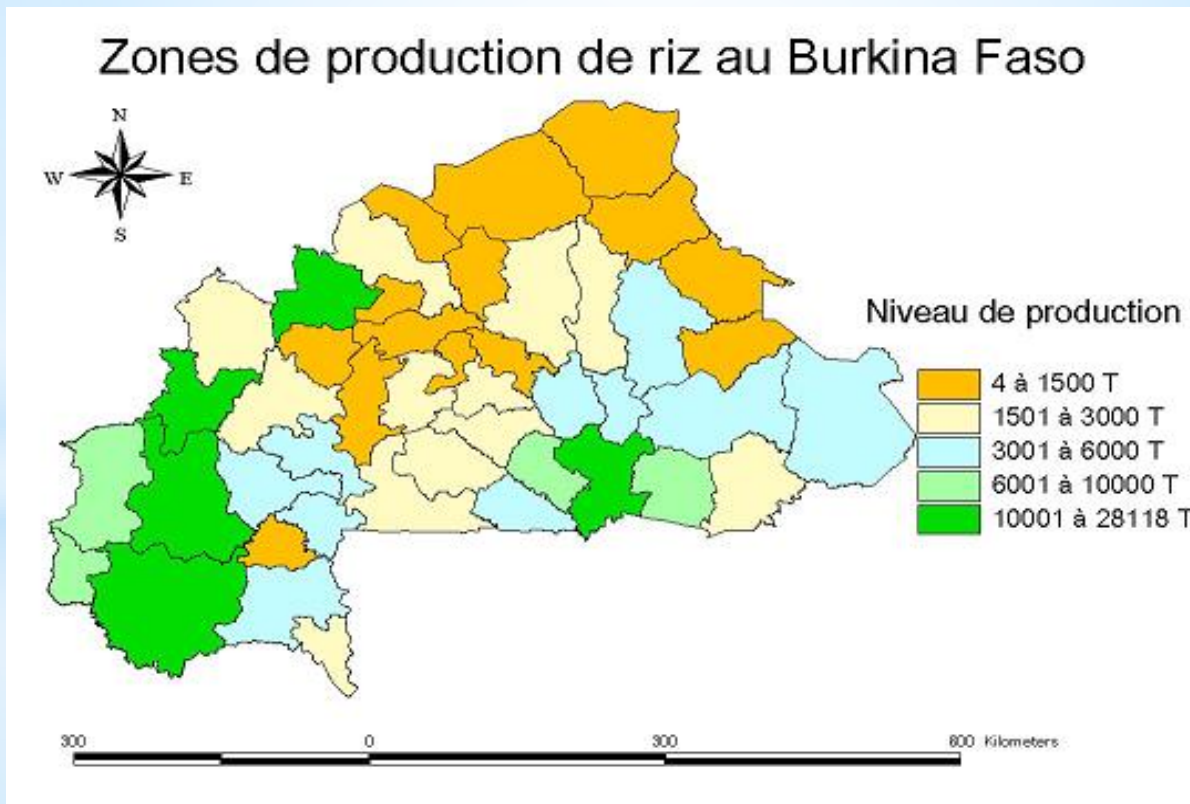 Zones de production de riz au Burkina Faso
N
W E
S
Niveau de production
4 à 1500 T
1501 à 3000 T
3001 à 6000 T
6001 à 10000 T
10001 à 28118 T
300 0 300 600 Kilometers